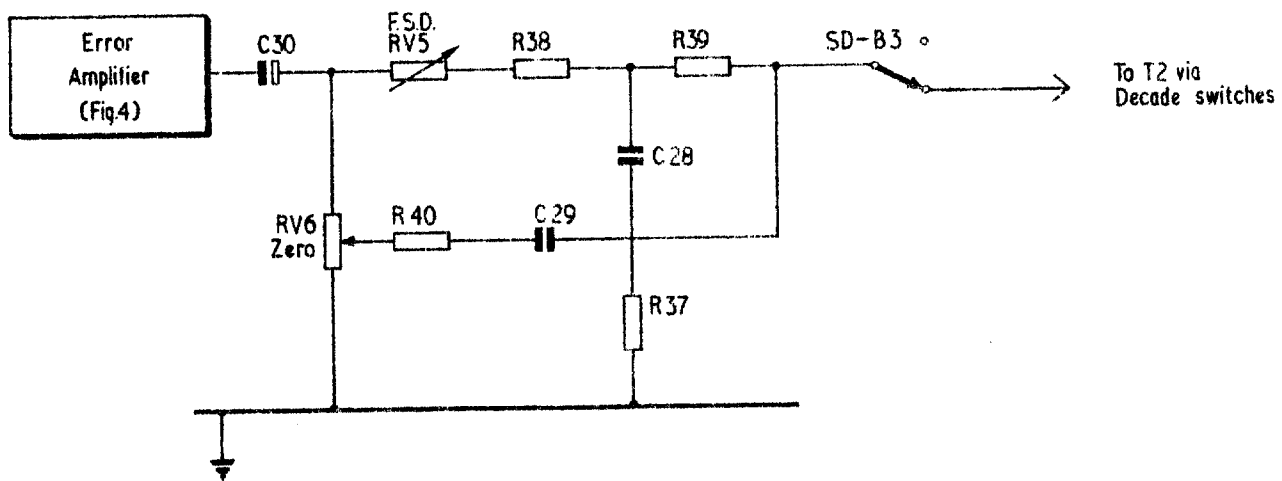 Error
Amplifier
(Fig.4)
C30
F.S.D.
RV5
R38
R39
SD-B3
To T2 via
Decade switches
C28
RV6
Zero
R40
C29
R37